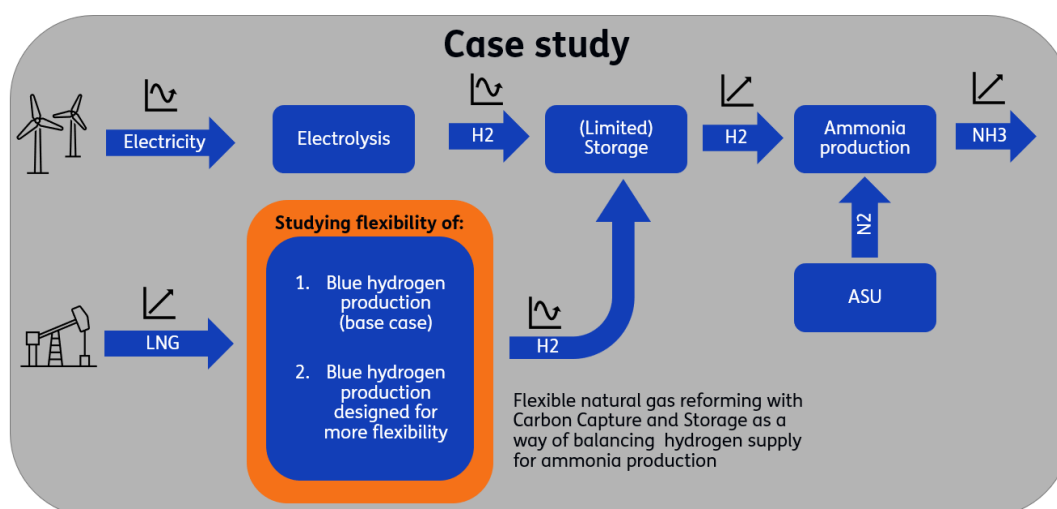 Case study
Electricity
Electrolysis
H2
(Limited)
Storage
H2
Ammonia
production
NH3
N2
ASU
Studying flexibility of:
1. Blue hydrogen
production
(base case)
2. Blue hydrogen
production
designed for
more flexibility
LNG
H2
Flexible natural gas reforming with
Carbon Capture and Storage as a
way of balancing hydrogen supply
for ammonia production